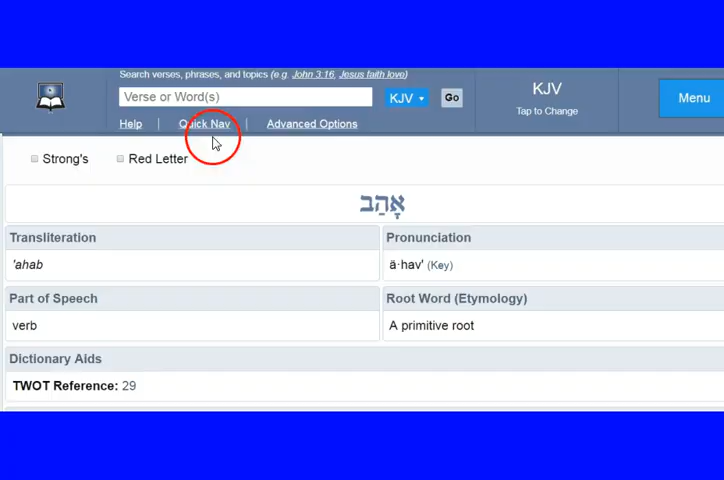 Search verses, phrases, and topics (e.g. John 3:16, Jesus faith love)
Verse or Word(s)
KJV
Go
Help | Quick Nav | Advanced Options
KJV
Tap to Change
Menu
Strong's Red Letter
אָהַב
Transliteration
'ahab
Pronunciation
ä·hav' (Key)
Part of Speech
verb
Root Word (Etymology)
A primitive root
Dictionary Aids
TWOT Reference: 29